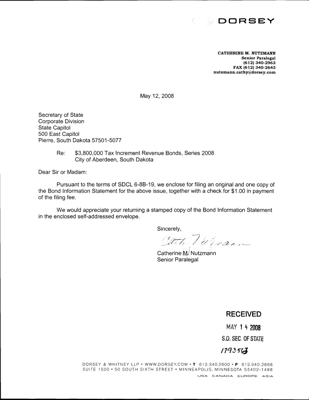 DORSEY
CATHERINE M. NUTZMANN
Senior Paralegal
(612) 340-2963
FAX (612) 340-2643
nutzmann.cathy@dorsey.com
May 12, 2008
Secretary of State
Corporative Division
State Capitol
500 East Capitol
Pierre, South Dakota 57501-5077
Re: $3,800,000 Tax Increment Revenue Bonds, Series 2008
City of Aberdeen, South Dakota
Dear Sir or Madam:
Pursuant to the terms of SDCL 6-8B-19, we enclose for filing an original and one copy of
the Bond Information Statement for the above issue, together with a check for $1.00 in payment
of the filing fee.
We would appreciate your returning a stamped copy of the Bond Information Statement
in the enclosed self-addressed envelope.
Sincerely,
Catherine M. Nutzmann
Senior Paralegal
RECEIVED
MAY 14 2008
S.D. SEC. OF STATE
DORSEY & WHITNEY LLP • WWW.DORSEY.COM • T 612.340.2600 • F 612.340.2868
SUITE 1500 • 50 SOUTH SIXTH STREET • MINNEAPOLIS, MINNESOTA 55402-1498
USA CANADA EUROPE ASIA